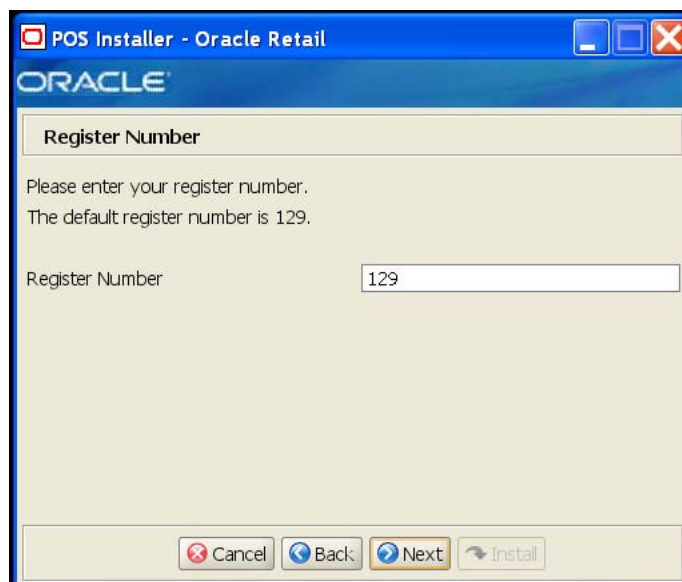 POS Installer - Oracle Retail
ORACLE
Register Number
Please enter your register number.
The default register number is 129.
Register Number 129
Cancel Back Next Install